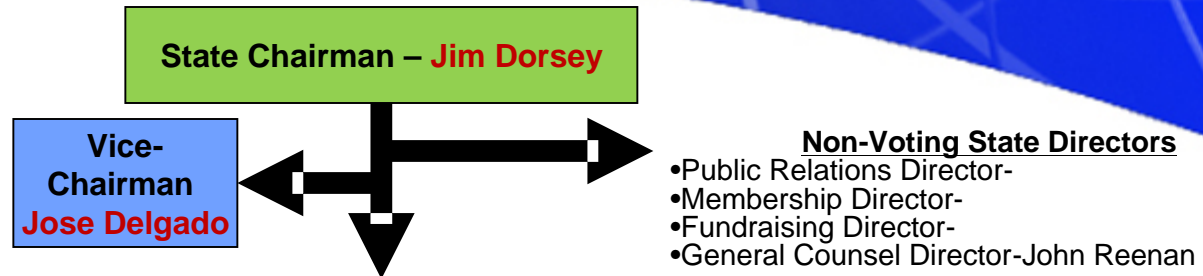 State Chairman – Jim Dorsey
Vice-
Chairman
Jose Delgado
Non-Voting State Directors
•Public Relations Director-
•Membership Director-
•Fundraising Director-
•General Counsel Director-John Reenan